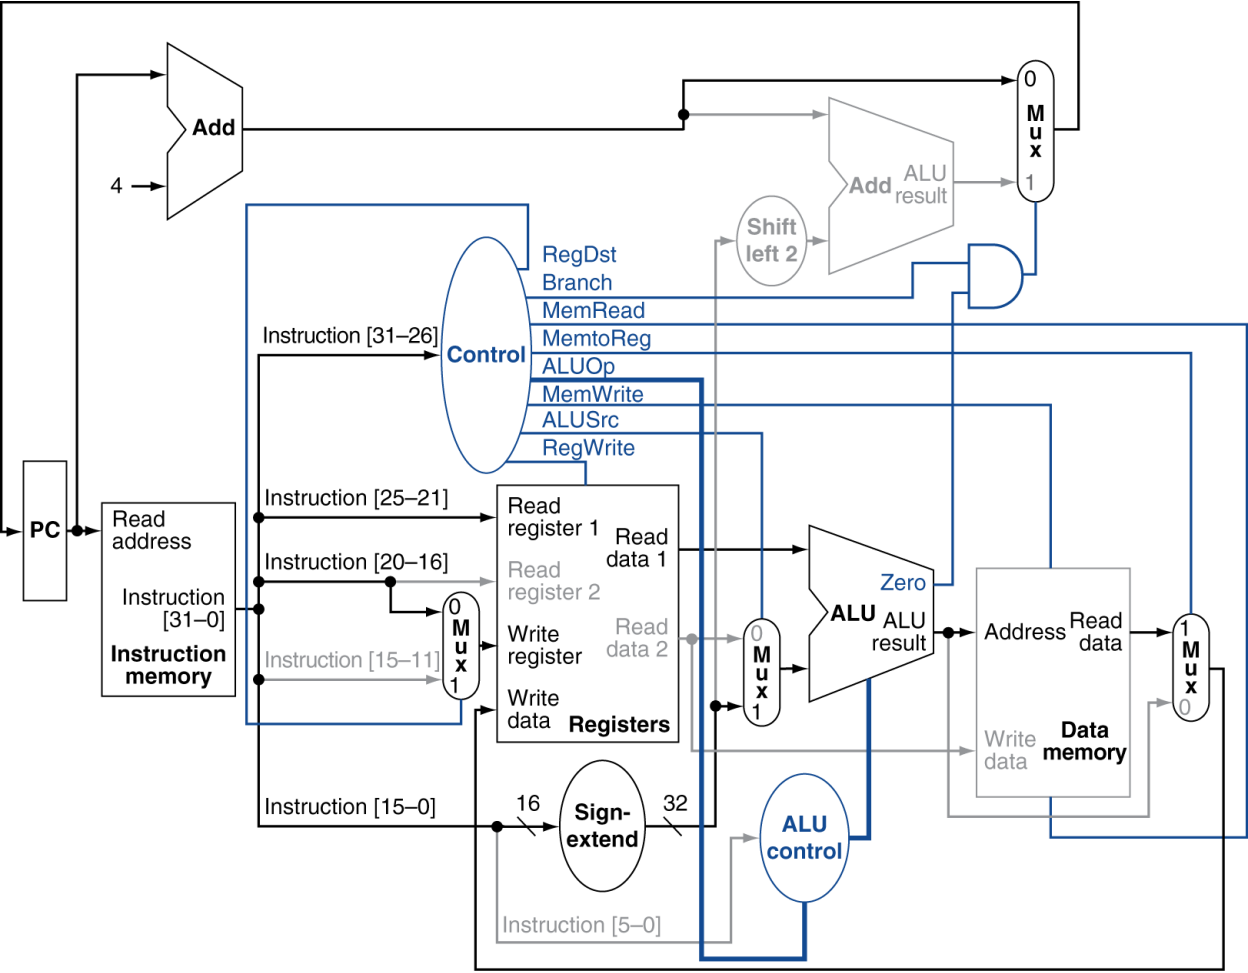 0
M
u
x
1
Add
4
Add
ALU
result
Shift
left 2
RegDst
Branch
MemRead
MemtoReg
ALUOp
MemWrite
ALUSrc
RegWrite
Control
Instruction [31–26]
Instruction [25–21]
Instruction [20–16]
Instruction [15–11]
Instruction [15–0]
Instruction [5–0]
PC
Read
address
Instruction
[31–0]
Instruction
memory
0
M
u
x
1
Read
register 1
Read
register 2
Write
register
Write
data
Read
data 1
Read
data 2
Registers
0
M
u
x
1
Zero
ALU
ALU
result
Address
Read
data
Write
data
Data
memory
1
M
u
x
0
16
Sign-
extend
32
ALU
control